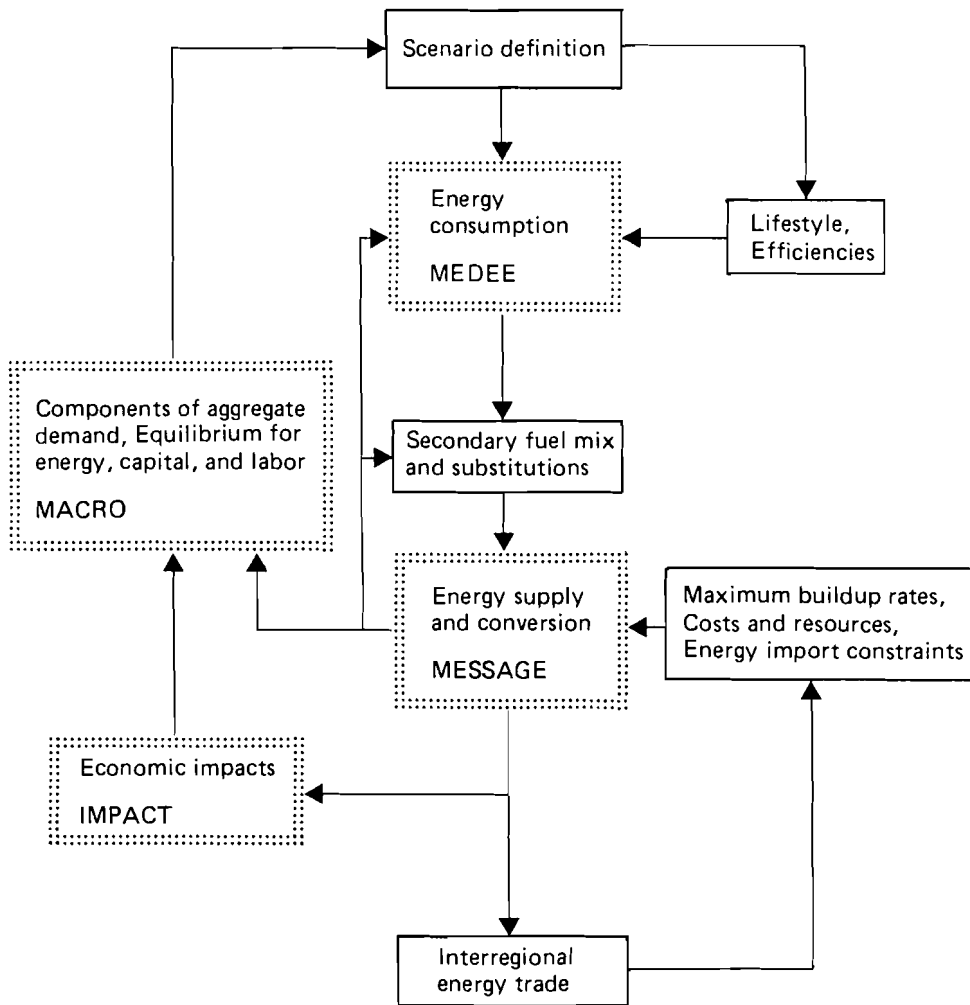 Scenario definition
Energy
consumption
MEDEE
Lifestyle,
Efficiencies
Components of aggregate
demand, Equilibrium for
energy, capital, and labor
MACRO
Secondary fuel mix
and substitutions
Energy supply
and conversion
MESSAGE
Maximum buildup rates,
Costs and resources,
Energy import constraints
Economic impacts
IMPACT
Interregional
energy trade